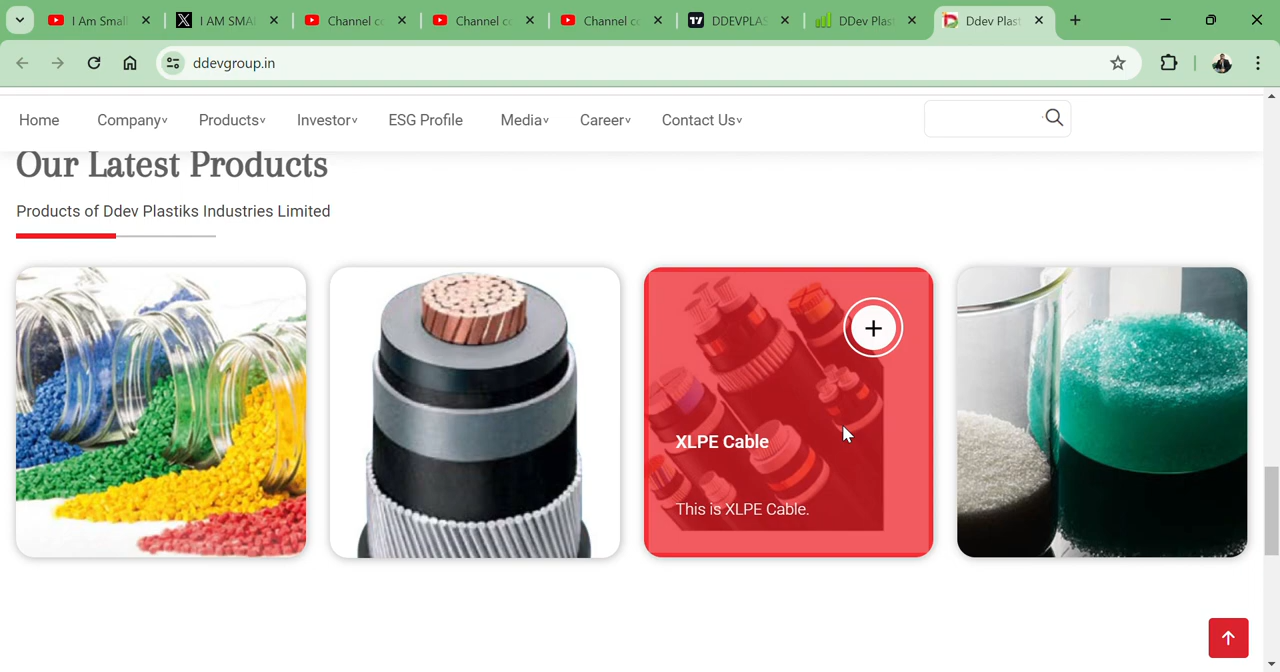 I Am Small
I AM SMA
Channel co
Channel co
Channel co
DDEVPLAS
DDev Plast
Ddev Plast
ddevgroup.in
Home
Company
Products
Investor
ESG Profile
Media
Career
Contact Us
Our Latest Products
Products of Ddev Plastiks Industries Limited
XLPE Cable
This is XLPE Cable.